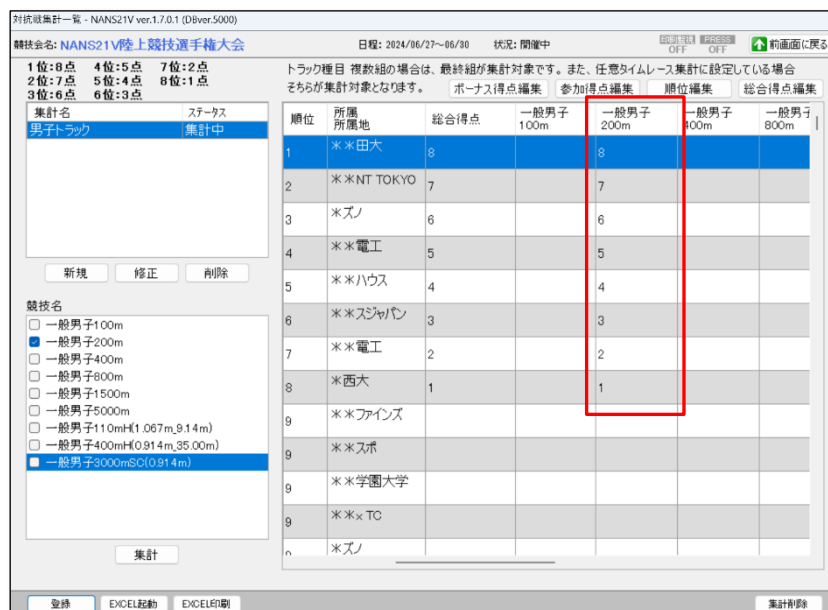 対抗戦集計一覧 - NANS21V ver.1.7.0.1 (DBver.5000)
競技会名: NANS21V陸上競技選手権大会 日程: 2024/06/27～06/30 状況: 開催中 印刷直後 OFF PRESS OFF 前画面に戻る
1位:8点 4位:5点 7位:2点
2位:7点 5位:4点 8位:1点
3位:6点 6位:3点
トラック種目 複数組の場合は、最終組が集計対象です。また、任意タイムレース集計に設定している場合
そちらが集計対象となります。 ボーナス得点編集 参加得点編集 順位編集 総合得点編集
集計名 ステータス
男子トラック 集計中
新規 修正 削除
競技名
一般男子100m
一般男子200m
一般男子400m
一般男子800m
一般男子1500m
一般男子5000m
一般男子110mH(1.067m_9.14m)
一般男子400mH(0.914m_35.00m)
一般男子3000mSC(0.914m)
集計
順位 所属 所属地 総合得点 一般男子 100m 一般男子 200m 一般男子 400m 一般男子 800m
1 ＊＊田大 8 8
2 ＊＊NT TOKYO 7 7
3 ＊ズノ 6 6
4 ＊＊電工 5 5
5 ＊＊ハウス 4 4
6 ＊＊スジャパン 3 3
7 ＊＊電工 2 2
8 ＊西大 1 1
9 ＊＊ファインズ
9 ＊＊スポ
9 ＊＊学園大学
9 ＊＊× TC
9 ＊ズノ
登録 EXCEL起動 EXCEL印刷 集計削除